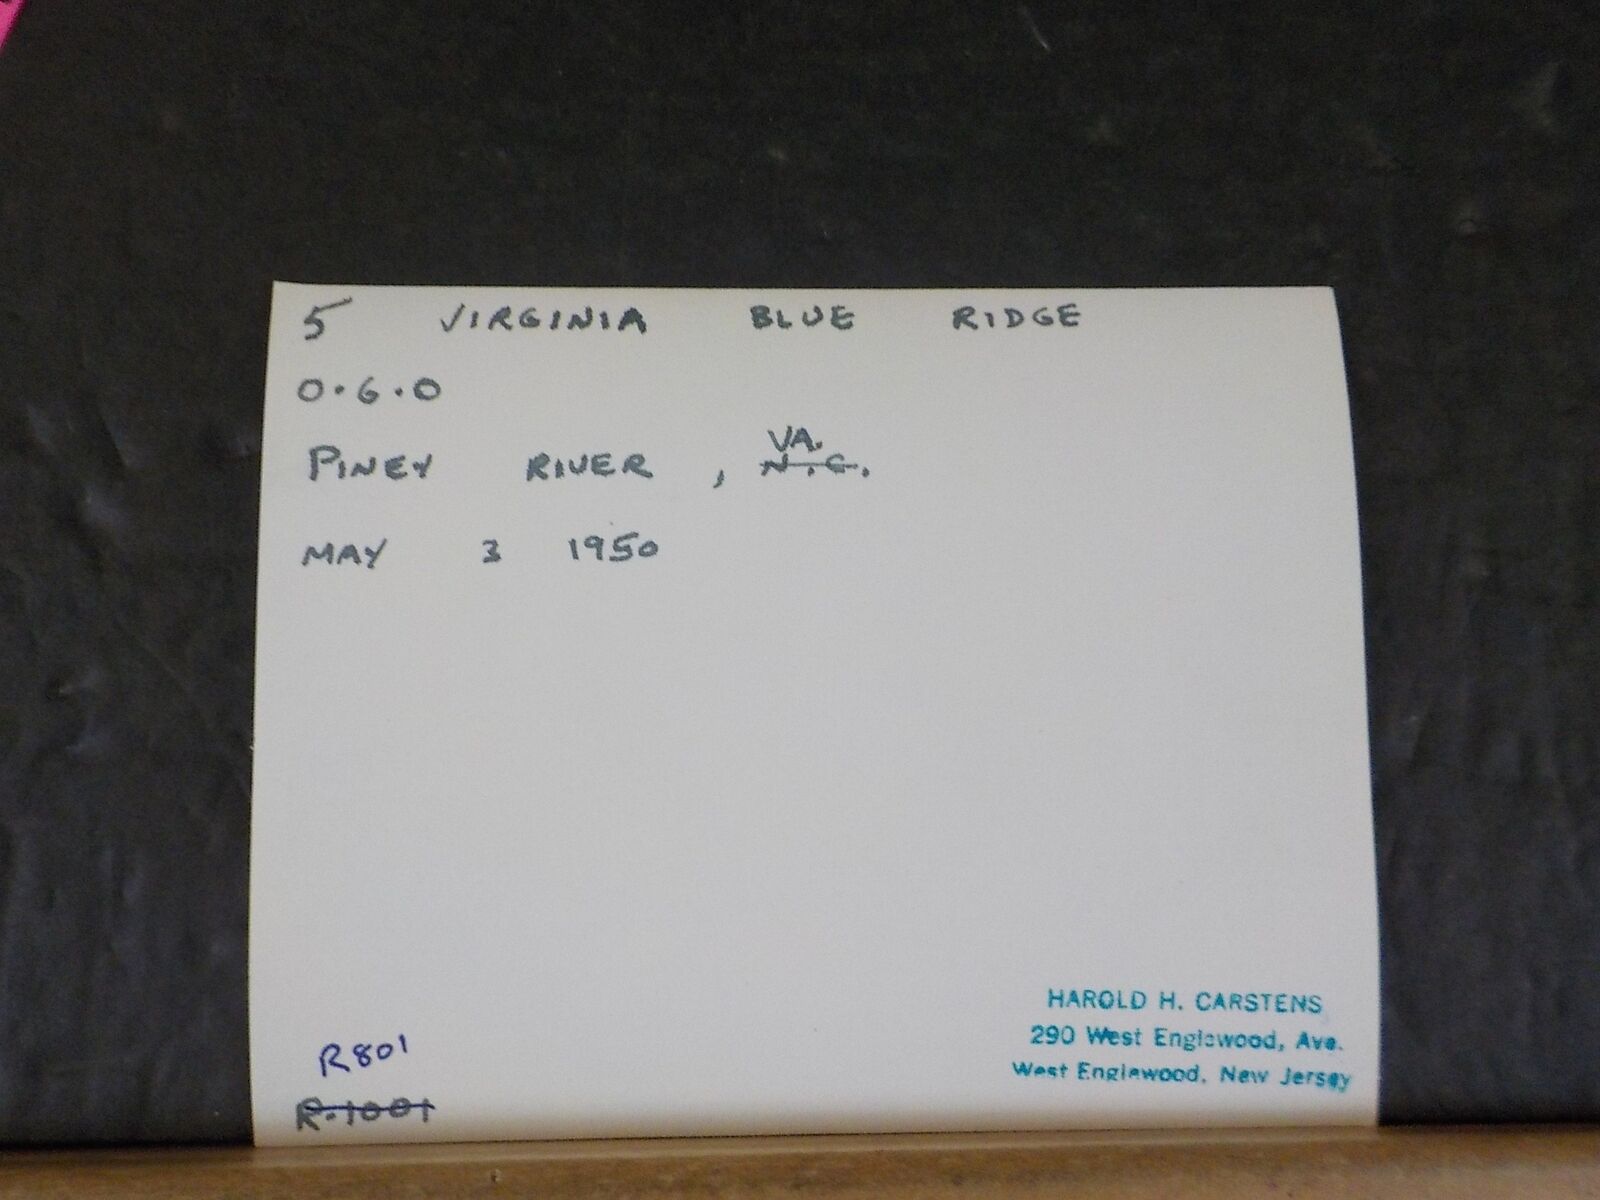 5 VIRGINIA BLUE RIDGE
0-6-0
PINEY RIVER, VA.
N.C.
MAY 3 1950
R801
R-1001
HAROLD H. CARSTENS
290 West Englewood, Ave.
West Englewood, New Jersey